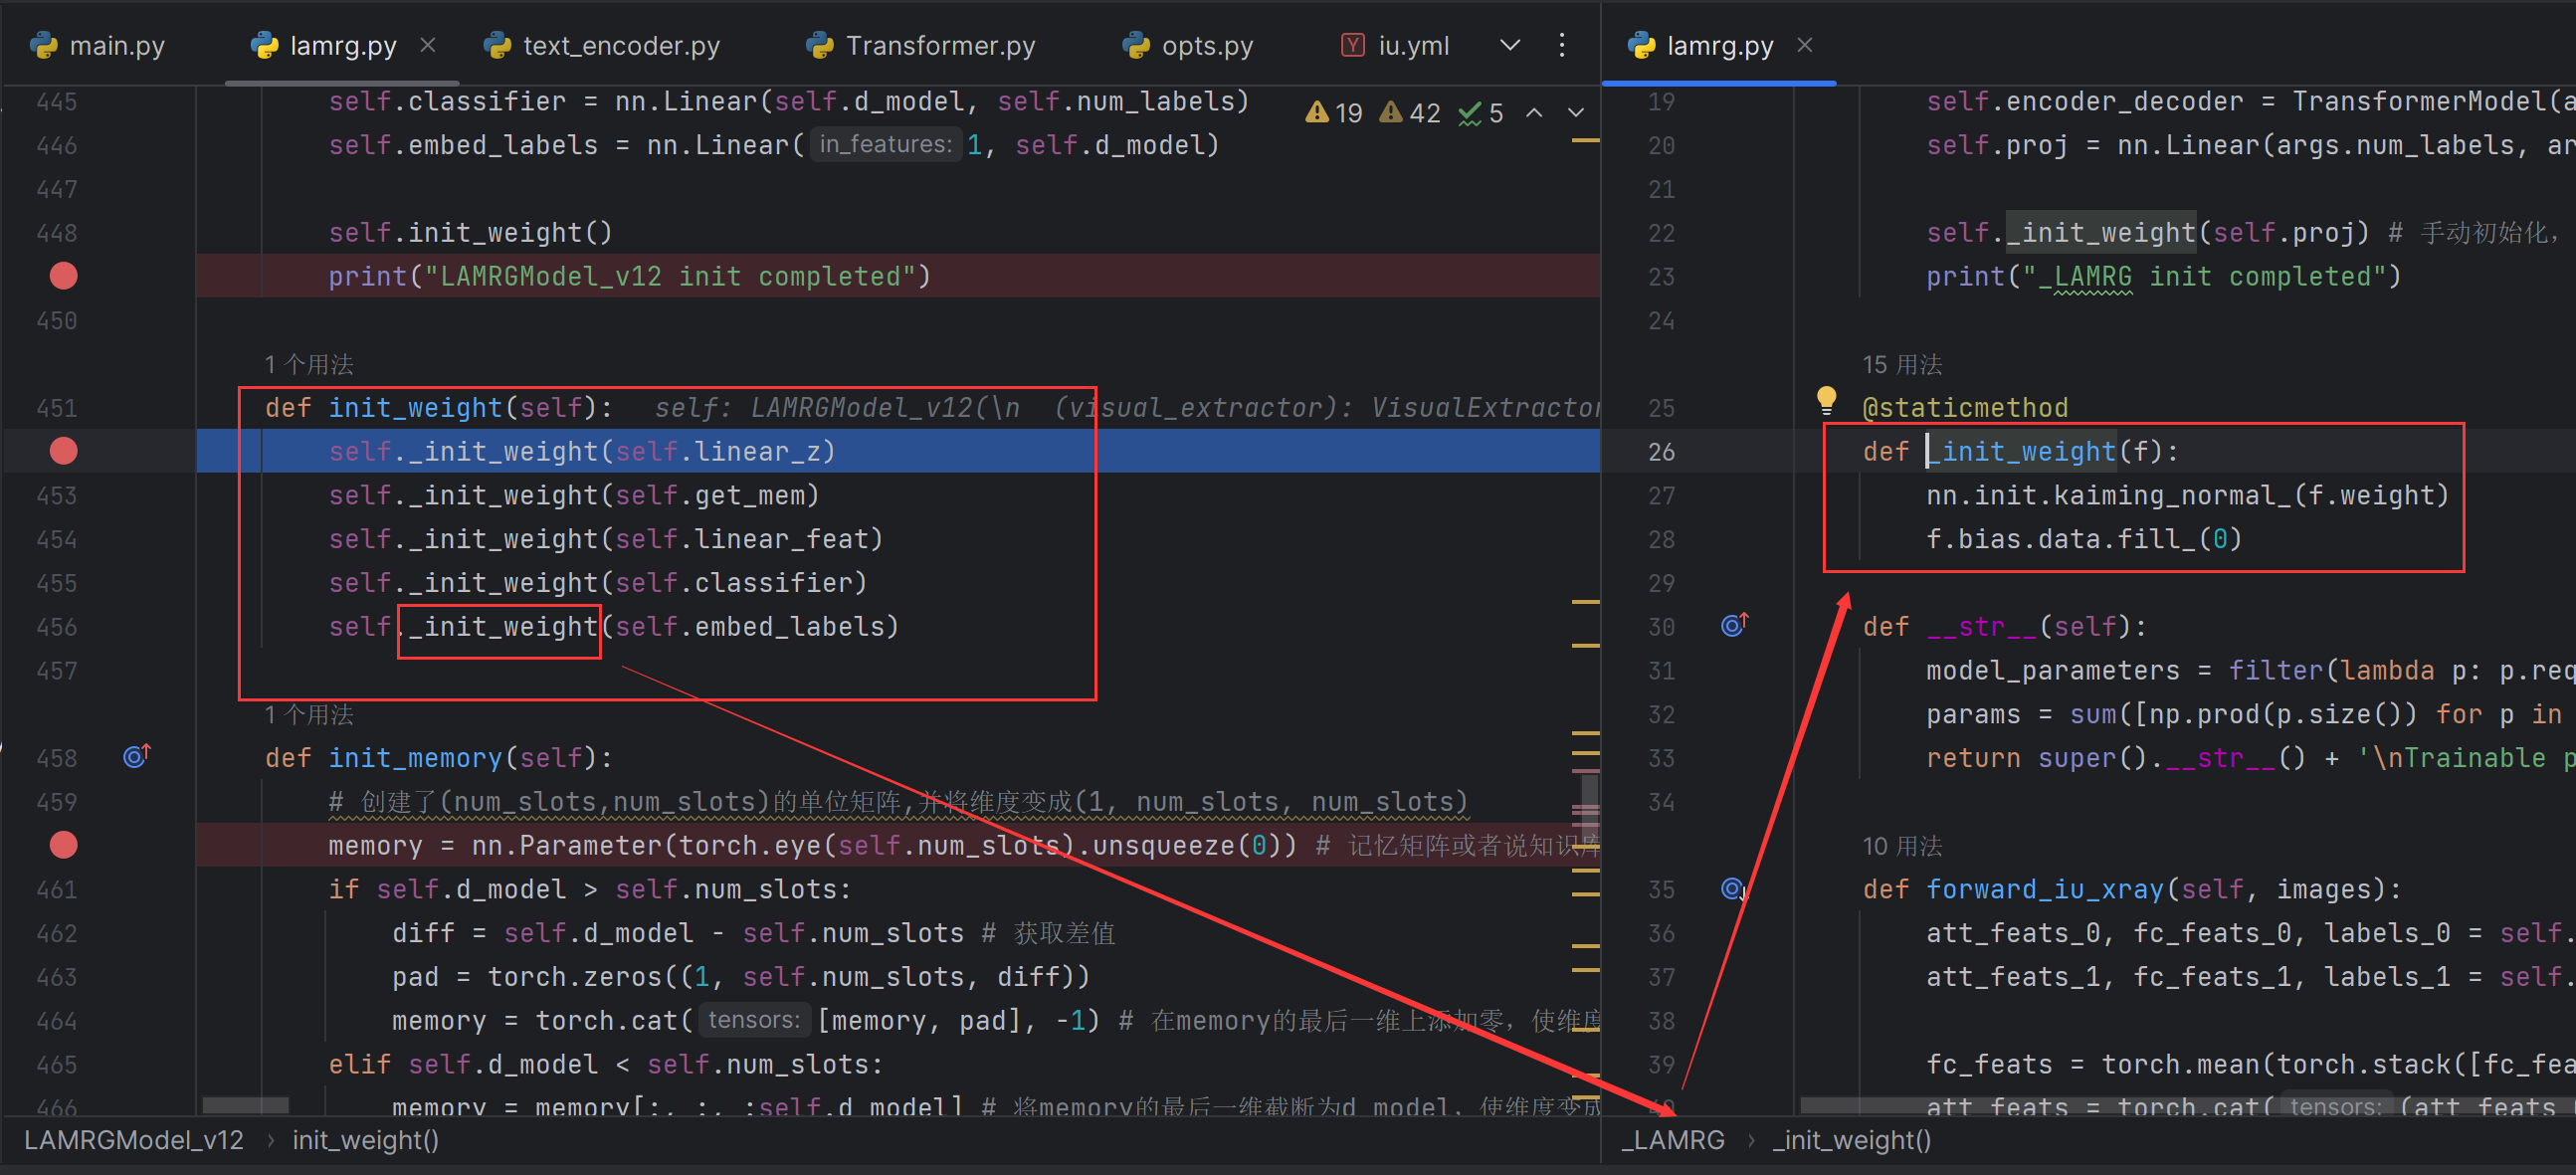 main.py
lamrg.py
text_encoder.py
Transformer.py
opts.py
iu.yml
19 42 5
445 self.classifier = nn.Linear(self.d_model, self.num_labels)
446 self.embed_labels = nn.Linear( in_features: 1, self.d_model)
447
448 self.init_weight()
print("LAMRGModel_v12 init completed")
450
1 个用法
451 def init_weight(self): self: LAMRGModel_v12(\n (visual_extractor): VisualExtractor
self._init_weight(self.linear_z)
453 self._init_weight(self.get_mem)
454 self._init_weight(self.linear_feat)
455 self._init_weight(self.classifier)
456 self._init_weight(self.embed_labels)
457
1 个用法
458 def init_memory(self):
459 # 创建了(num_slots,num_slots)的单位矩阵,并将维度变成(1, num_slots, num_slots)
memory = nn.Parameter(torch.eye(self.num_slots).unsqueeze(0)) # 记忆矩阵或者说知识库
461 if self.d_model > self.num_slots:
462 diff = self.d_model - self.num_slots # 获取差值
463 pad = torch.zeros((1, self.num_slots, diff))
464 memory = torch.cat( tensors: [memory, pad], -1) # 在memory的最后一维上添加零，使维度
465 elif self.d_model < self.num_slots:
466 memory = memory[:, :, :self.d_model] # 将memory的最后一维截断为d_model，使维度变成
LAMRGModel_v12 › init_weight()
lamrg.py
19 self.encoder_decoder = TransformerModel(a
20 self.proj = nn.Linear(args.num_labels, ar
21
22 self._init_weight(self.proj) # 手动初始化，
23 print("_LAMRG init completed")
24
15 用法
25 @staticmethod
26 def _init_weight(f):
27 nn.init.kaiming_normal_(f.weight)
28 f.bias.data.fill_(0)
29
30 def __str__(self):
31 model_parameters = filter(lambda p: p.req
32 params = sum([np.prod(p.size()) for p in
33 return super().__str__() + '\nTrainable p
34
10 用法
35 def forward_iu_xray(self, images):
36 att_feats_0, fc_feats_0, labels_0 = self.
37 att_feats_1, fc_feats_1, labels_1 = self.
38
39 fc_feats = torch.mean(torch.stack([fc_fea
40 att_feats = torch.cat( tensors: (att_feats_
_LAMRG › _init_weight()